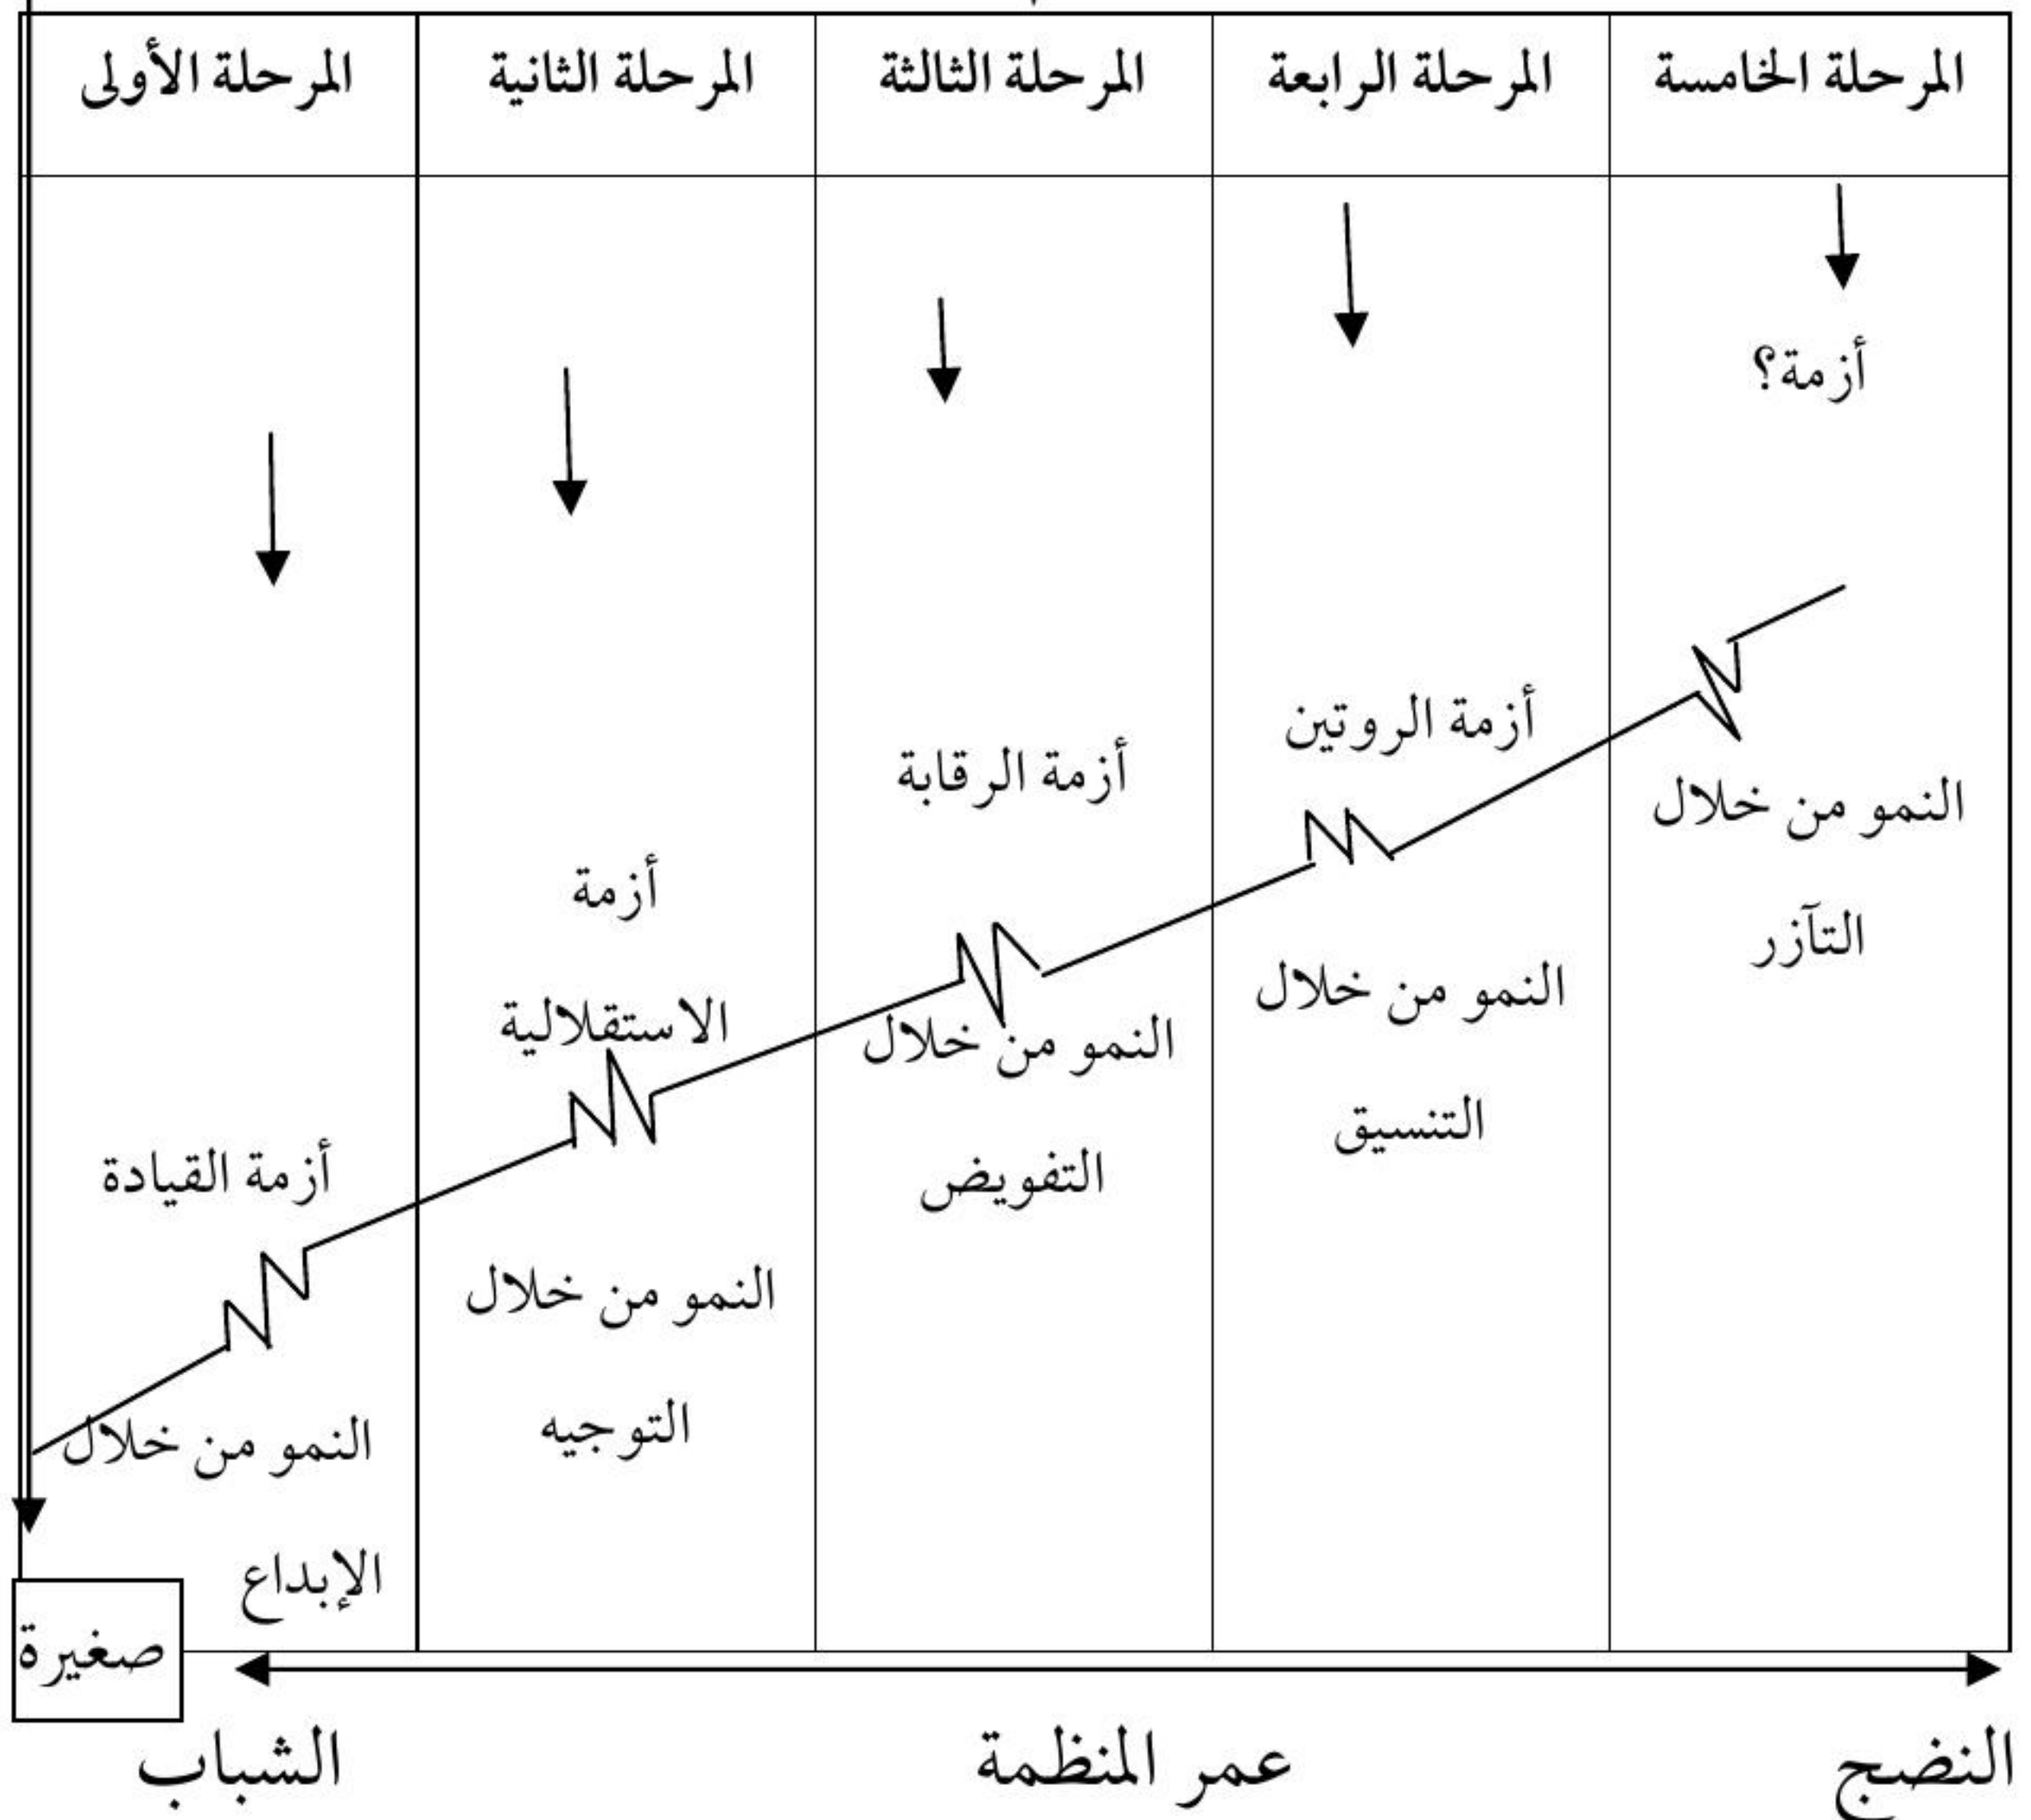 المرحلة الخامسة
المرحلة الرابعة
المرحلة الثالثة
المرحلة الثانية
المرحلة الأولى
أزمة؟
النمو من خلال
التآزر
أزمة الروتين
النمو من خلال
التنسيق
أزمة الرقابة
النمو من خلال
التفويض
أزمة
الاستقلالية
النمو من خلال
التوجيه
أزمة القيادة
النمو من خلال
الإبداع
صغيرة
النضج
عمر المنظمة
الشباب